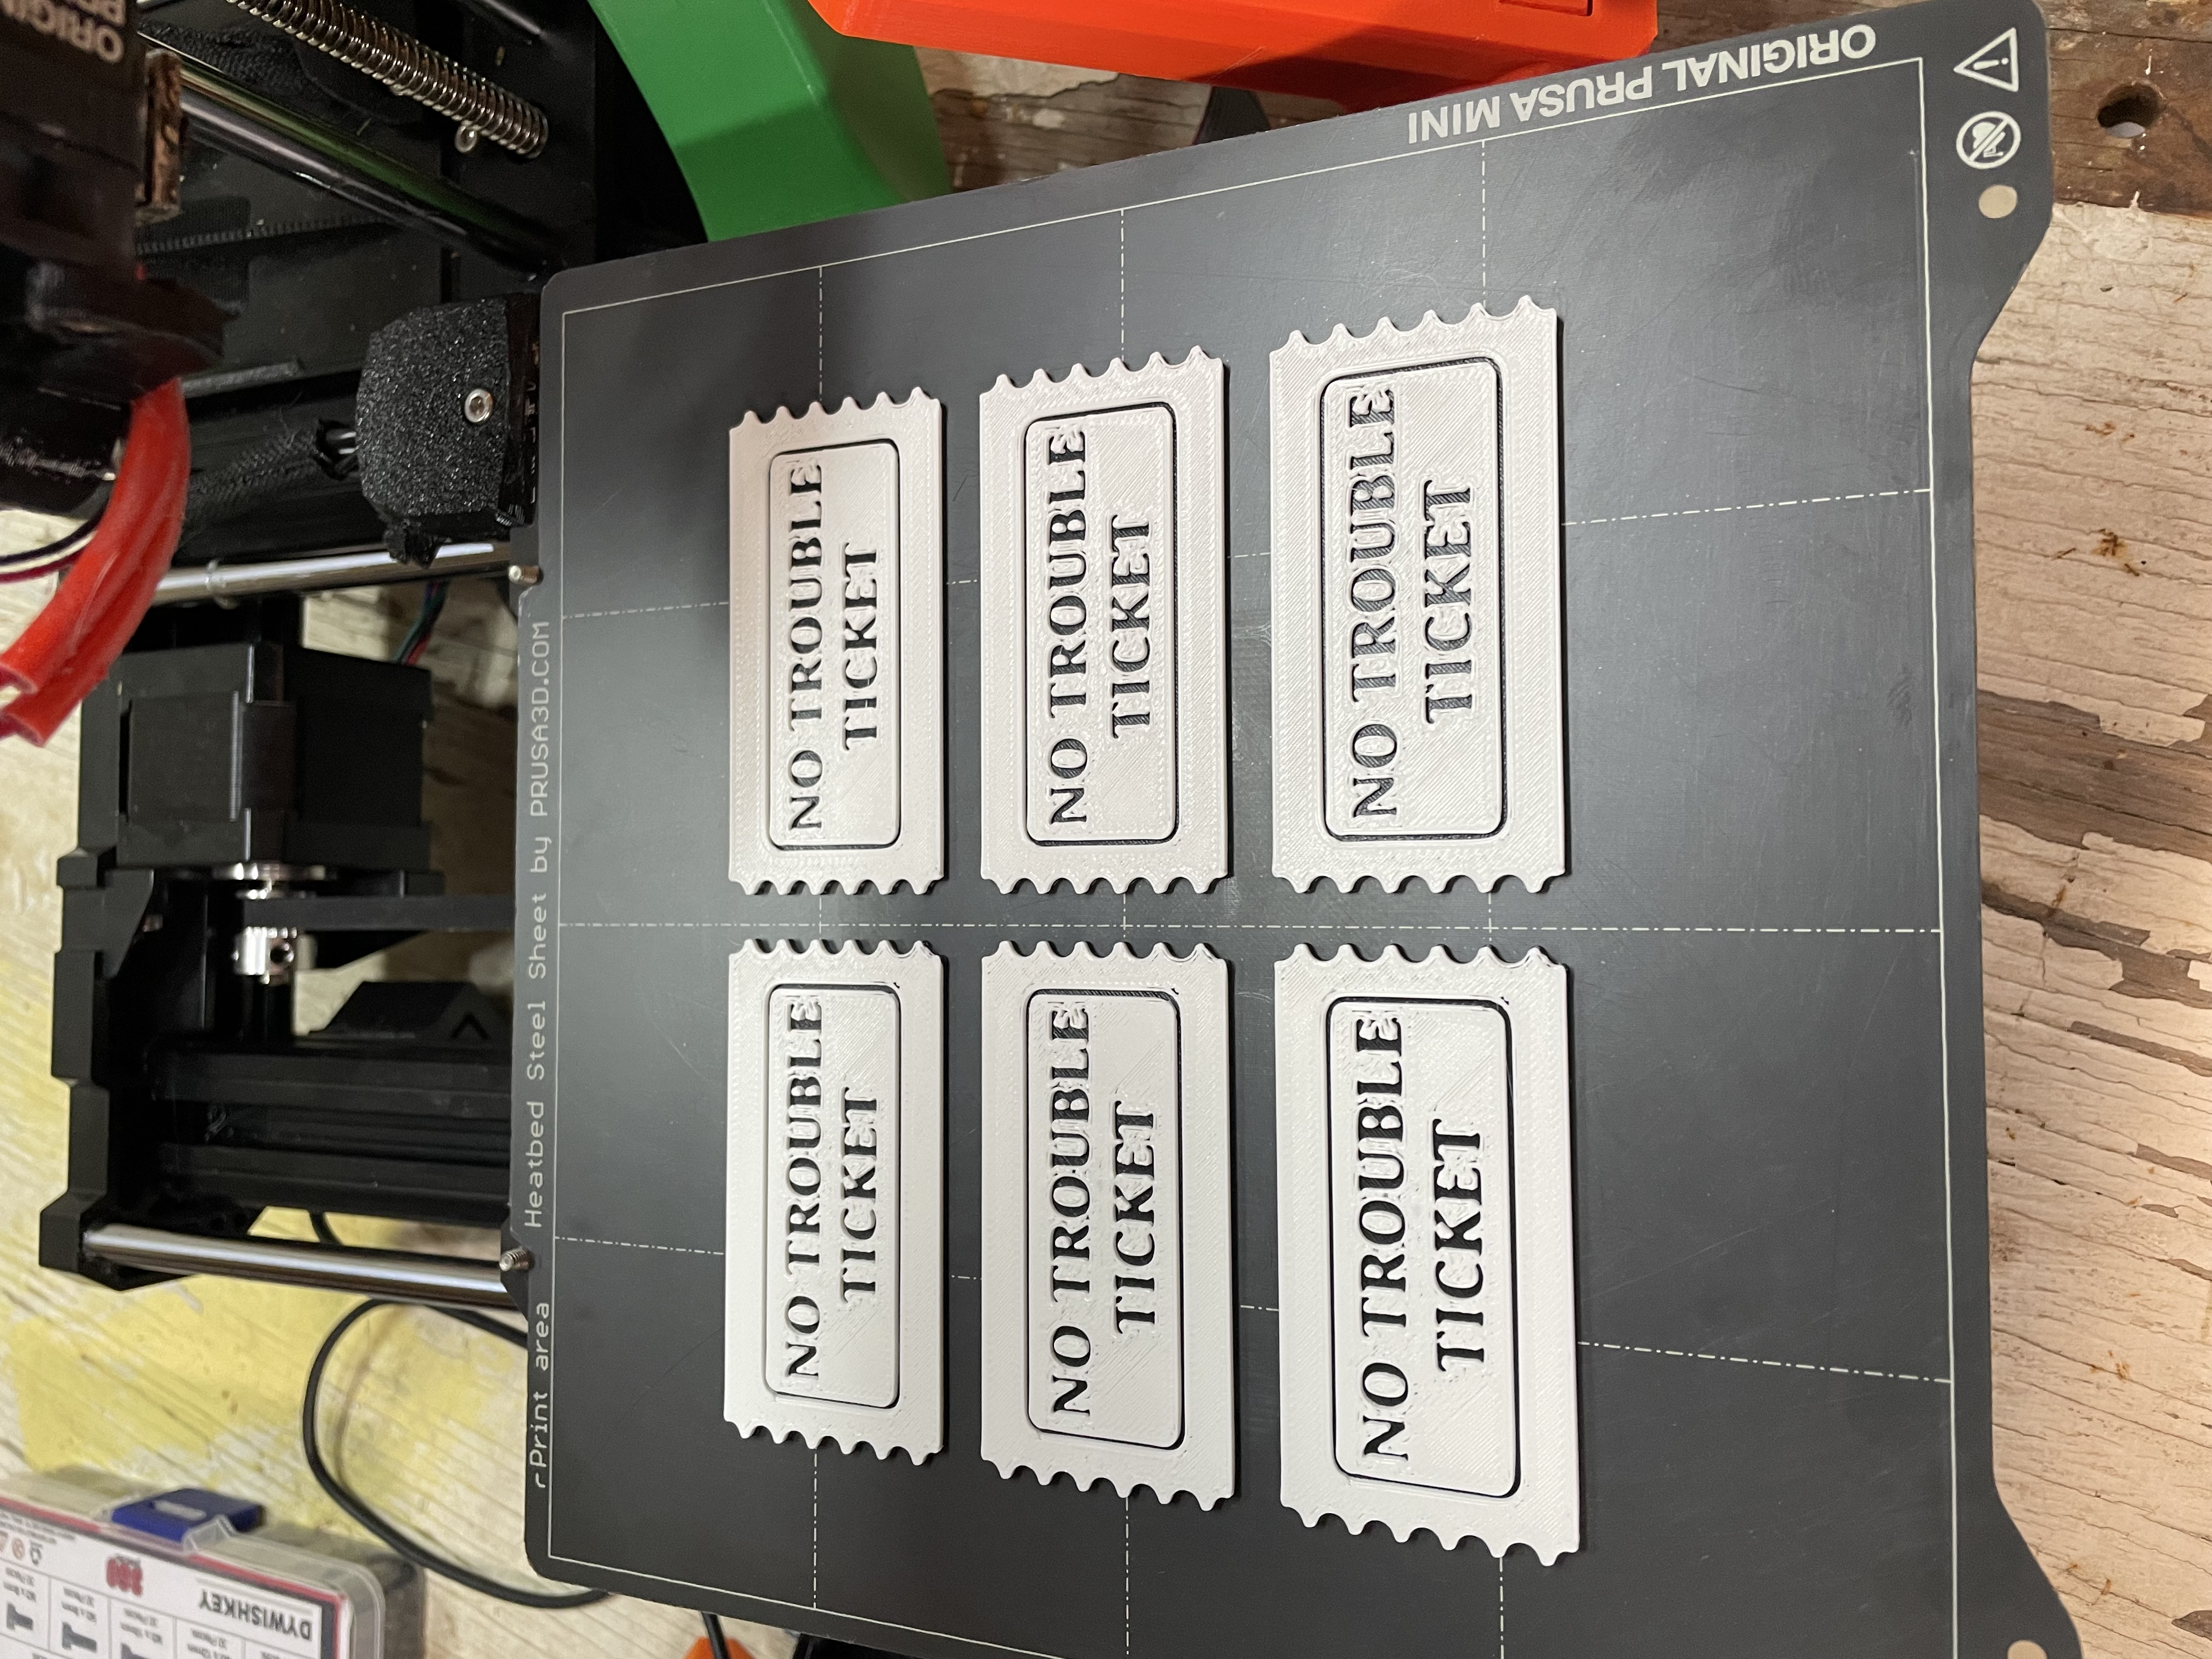 ORIGINAL PRUSA MINI
Heatbed Steel Sheet by PRUSA3D.COM
Print area
NO TROUBLE
TICKET
NO TROUBLE
TICKET
NO TROUBLE
TICKET
NO TROUBLE
TICKET
NO TROUBLE
TICKET
NO TROUBLE
TICKET
DYWISHKEY